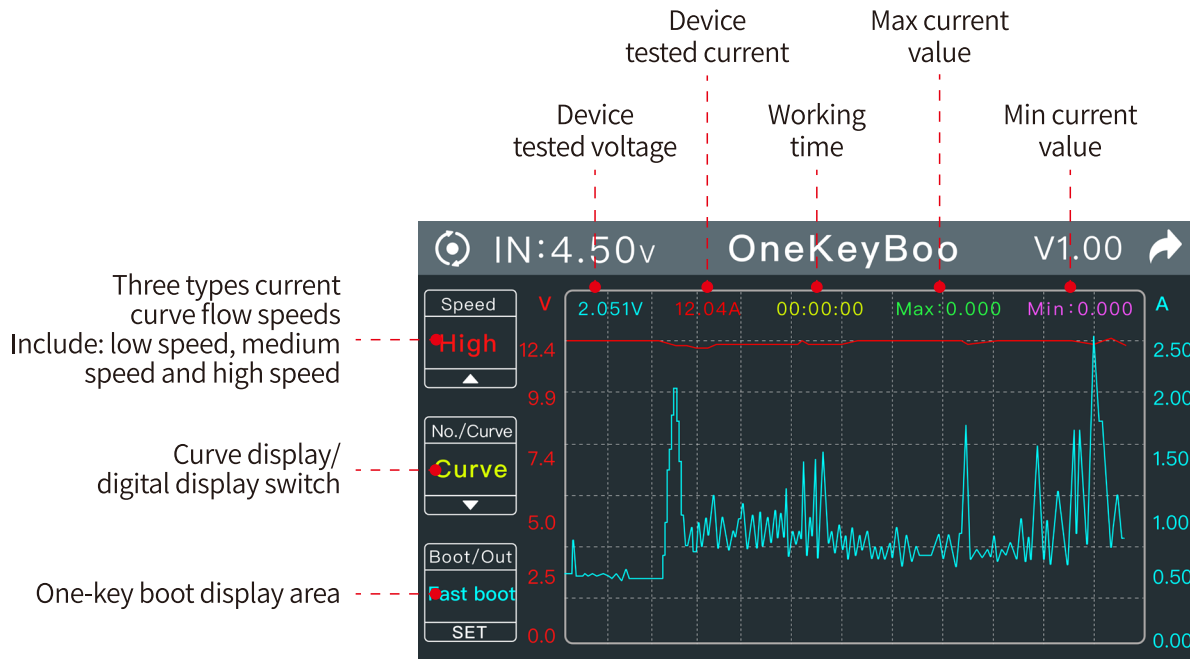 Device
tested current
Max current
value
Device
tested voltage
Working
time
Min current
value
IN:4.50v OneKeyBoo V1.00
Three types current
curve flow speeds
Include: low speed, medium
speed and high speed
Speed
High
V 2.051V 12.04A 00:00:00 Max:0.000 Min:0.000 A
12.4 2.50
9.9 2.00
7.4 1.50
5.0 1.00
2.5 0.50
0.0 0.00
Curve display/
digital display switch
No./Curve
Curve
One-key boot display area
Boot/Out
Fast boot
SET